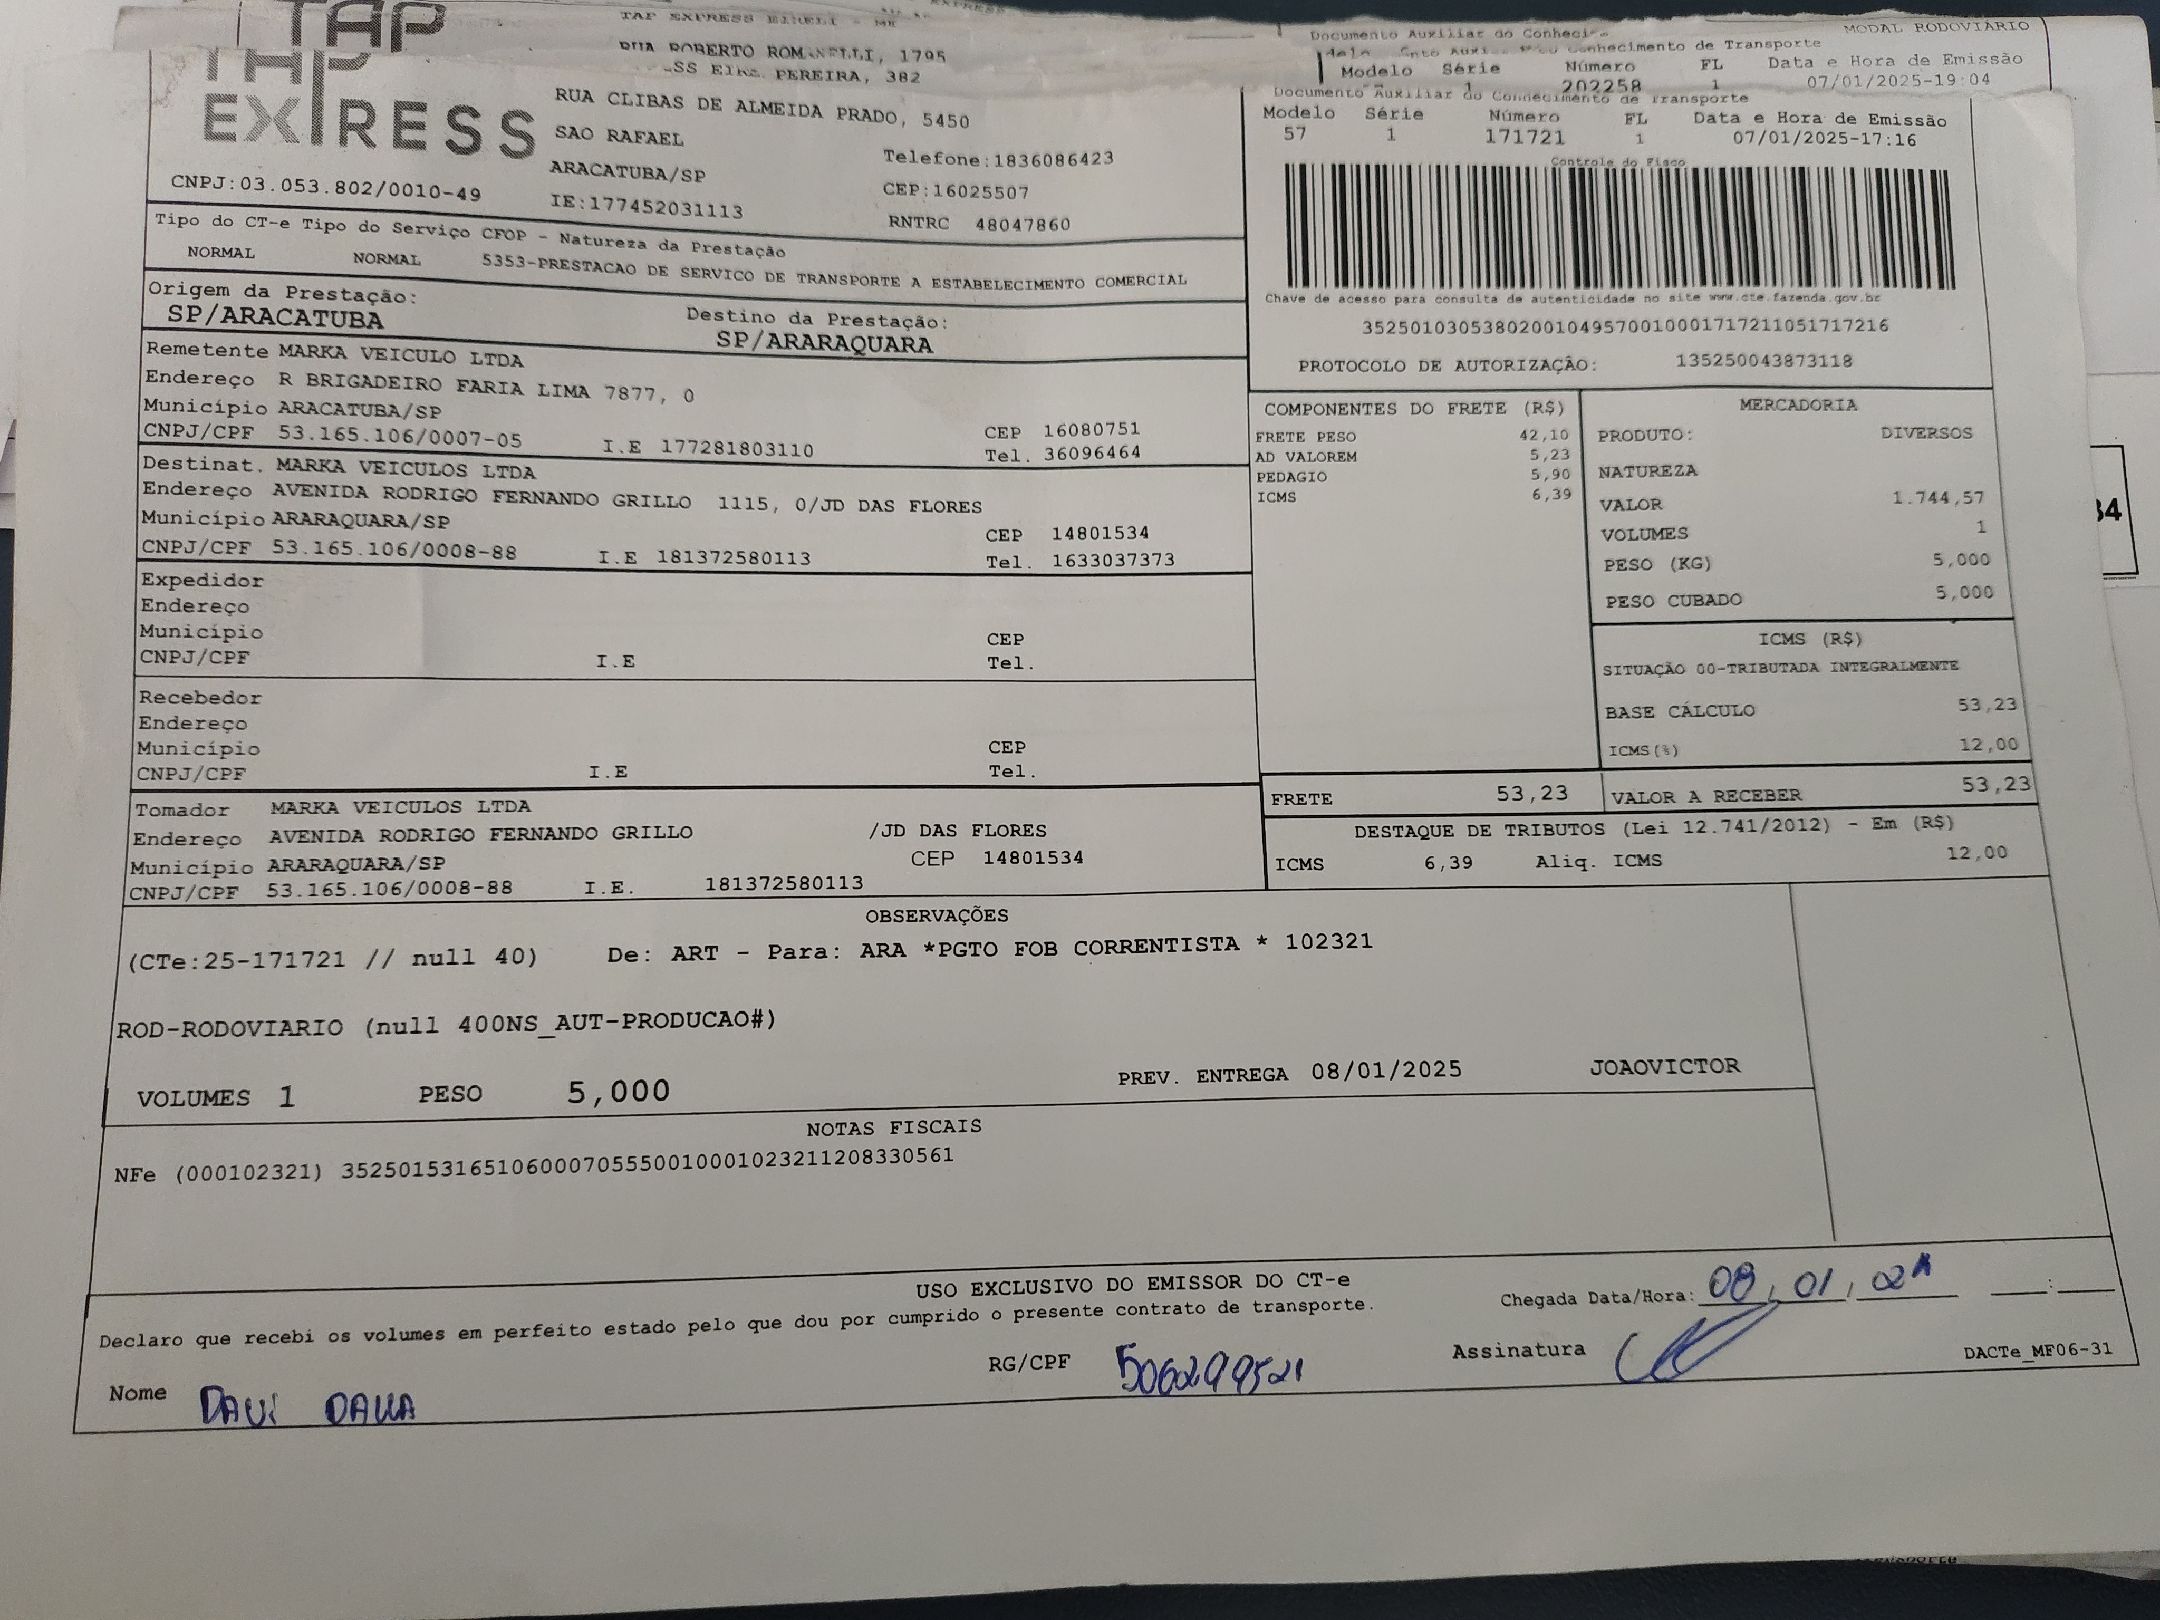 TAP
TAP EXPRESS EIRELI - ME
RUA ROBERTO ROMANELLI, 1795
PEREIRA, 382
MODAL RODOVIÁRIO
Documento Auxiliar do
Conhecimento de Transporte
Modelo Série Número FL Data e Hora de Emissão
1 202258 1 07/01/2025-19:04
TAP
EXPRESS
RUA CLIBAS DE ALMEIDA PRADO, 5450
SAO RAFAEL
Telefone:1836086423
ARACATUBA/SP
CEP:16025507
CNPJ:03.053.802/0010-49
IE:177452031113
RNTRC 48047860
Documento Auxiliar do Conhecimento de Transporte
Modelo Série Número FL Data e Hora de Emissão
57 1 171721 1 07/01/2025-17:16
Controle do Fisco
Chave de acesso para consulta de autenticidade no site www.cte.fazenda.gov.br
35250103053802001049570010001717211051717216
PROTOCOLO DE AUTORIZAÇÃO: 135250043873118
Tipo do CT-e Tipo do Serviço CFOP - Natureza da Prestação
NORMAL NORMAL 5353-PRESTACAO DE SERVICO DE TRANSPORTE A ESTABELECIMENTO COMERCIAL
Origem da Prestação: Destino da Prestação:
SP/ARACATUBA SP/ARARAQUARA
Remetente MARKA VEICULO LTDA
Endereço R BRIGADEIRO FARIA LIMA 7877, 0
Município ARACATUBA/SP CEP 16080751
CNPJ/CPF 53.165.106/0007-05 I.E 177281803110 Tel. 36096464
Destinat. MARKA VEICULOS LTDA
Endereço AVENIDA RODRIGO FERNANDO GRILLO 1115, 0/JD DAS FLORES
Município ARARAQUARA/SP CEP 14801534
CNPJ/CPF 53.165.106/0008-88 I.E 181372580113 Tel. 1633037373
Expedidor
Endereço
Município CEP
CNPJ/CPF I.E Tel.
Recebedor
Endereço
Município CEP
CNPJ/CPF I.E Tel.
Tomador MARKA VEICULOS LTDA
Endereço AVENIDA RODRIGO FERNANDO GRILLO /JD DAS FLORES
Município ARARAQUARA/SP CEP 14801534
CNPJ/CPF 53.165.106/0008-88 I.E. 181372580113
COMPONENTES DO FRETE (R$)
FRETE PESO 42,10
AD VALOREM 5,23
PEDAGIO 5,90
ICMS 6,39
MERCADORIA
PRODUTO: DIVERSOS
NATUREZA
VALOR 1.744,57
VOLUMES 1
PESO (KG) 5,000
PESO CUBADO 5,000
ICMS (R$)
SITUAÇÃO 00-TRIBUTADA INTEGRALMENTE
BASE CÁLCULO 53,23
ICMS(%) 12,00
FRETE 53,23 VALOR A RECEBER 53,23
DESTAQUE DE TRIBUTOS (Lei 12.741/2012) - Em (R$)
ICMS 6,39 Aliq. ICMS 12,00
OBSERVAÇÕES
(CTe:25-171721 // null 40) De: ART - Para: ARA *PGTO FOB CORRENTISTA * 102321
ROD-RODOVIARIO (null 400NS_AUT-PRODUCAO#)
VOLUMES 1 PESO 5,000 PREV. ENTREGA 08/01/2025 JOAOVICTOR
NOTAS FISCAIS
NFe (000102321) 35250153165106000705550010001023211208330561
USO EXCLUSIVO DO EMISSOR DO CT-e
Declaro que recebi os volumes em perfeito estado pelo que dou por cumprido o presente contrato de transporte.
Chegada Data/Hora: 08/01/ :
Nome DAVI RG/CPF 506299521 Assinatura
DACTe_MF06-31